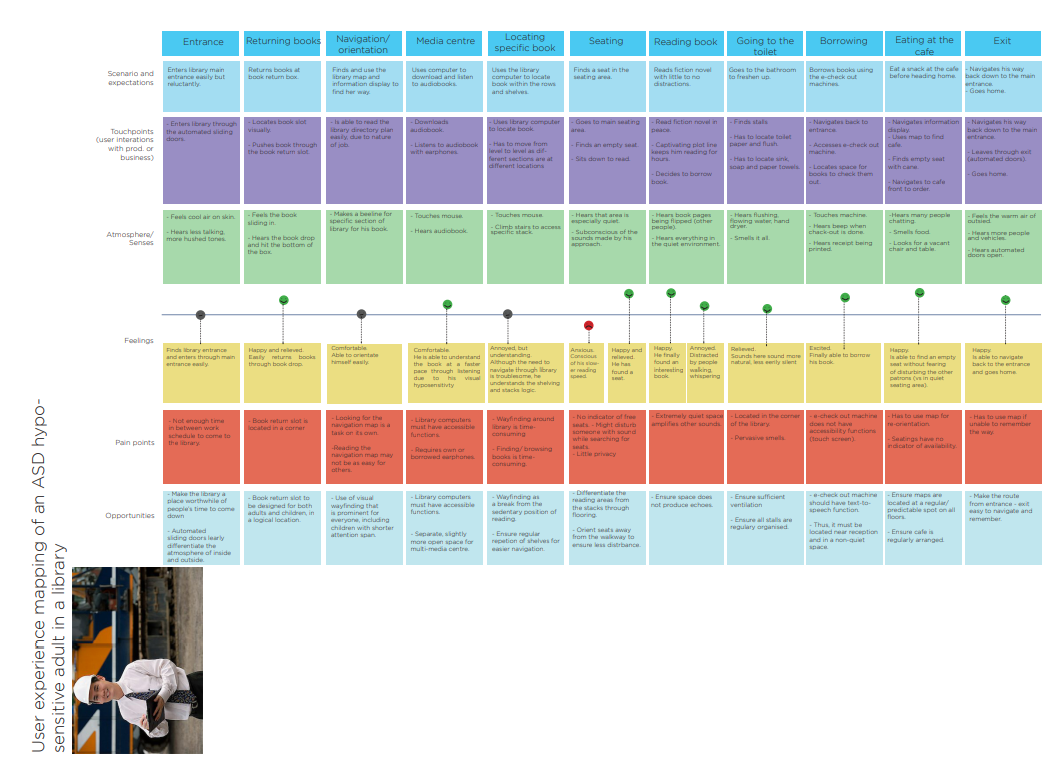 User experience mapping of an ASD hypo-
sensitive adult in a library
Entrance
Returning books
Navigation/
orientation
Media centre
Locating
specific book
Seating
Reading book
Going to the
toilet
Borrowing
Eating at the
cafe
Exit
Scenario and
expectations
Enters library main
entrance easily but
reluctantly.
Returns books at
book return box.
Finds and use the
library map and
information display to
find her way.
Uses computer to
download and listen
to audiobooks.
Uses the library
computer to locate
book within the rows
and shelves.
Finds a seat in the
seating area.
Reads fiction novel
with little to no
distractions.
Goes to the bathroom
to freshen up.
Borrows books using
the e-check out
machines.
Eat a snack at the cafe
before heading home.
- Navigates his way
back down to the main
entrance.
- Goes home.
Touchpoints
(user interations
with prod. or
business)
- Enters library through
the automated sliding
doors.
- Locates book slot
visually.
- Pushes book through
the book return slot.
- Is able to read the
library directory plan
easily, due to nature
of job.
- Downloads
audiobook.
- Listens to audiobook
with earphones.
- Uses library computer
to locate book.
- Has to move from
level to level as dif-
ferent sections are at
different locations
- Goes to main seating
area.
- Finds an empty seat.
- Sits down to read.
- Read fiction novel in
peace.
- Captivating plot line
keeps him reading for
hours.
- Decides to borrow
book.
- Finds stalls
- Has to locate toilet
paper and flush.
- Has to locate sink,
soap and paper towels.
- Navigates back to
entrance.
- Accesses e-check out
machine.
- Locates space for
books to check them
out.
- Navigates information
display.
- Uses map to find
cafe.
- Finds empty seat
with cane.
- Navigates to cafe
front to order.
- Navigates his way
back down to the main
entrance.
- Leaves through exit
(automated doors).
- Goes home.
Atmosphere/
Senses
- Feels cool air on skin.
- Hears less talking,
more hushed tones.
- Feels the book
sliding in.
- Hears the book drop
and hit the bottom of
the box.
- Makes a beeline for
specific section of
library for his book.
- Touches mouse.
- Hears audiobook.
- Touches mouse.
- Climb stairs to access
specific stack.
- Hears that area is
especially quiet.
- Subconscious of the
sounds made by his
approach.
- Hears book pages
being flipped (other
people).
- Hears everything in
the quiet environment.
- Hears flushing,
flowing water, hand
dryer.
- Smells it all.
- Touches machine.
- Hears beep when
chack-out is done.
- Hears receipt being
printed.
-Hears many people
chatting.
- Smells food.
- Looks for a vacant
chair and table.
- Feels the warm air of
outsied.
- Hears more people
and vehicles.
- Hears automated
doors open.
Feelings
Finds library entrance
and enters through main
entrance easily.
Happy and relieved.
Easily returns books
through book drop.
Comfortable.
Able to orientate
himself easily.
Comfortable.
He is able to understand
the books at a faster
pace through listening
due to his visual
hyposensitivity.
Annoyed, but
understanding.
Although the need to
navigate through library
is troublesome, he
understands the shelving
and stacks logic.
Anxious.
Conscious
of his slow-
er reading
speed.
Happy and
relieved.
He has
found a
seat.
Happy.
He finally
found an
interesting
book.
Annoyed.
Distracted
by people
walking,
whispering
Relieved.
Sounds here sound more
natural, less eerily silent
Excited.
Finally able to borrow
his book.
Happy.
Is able to find an empty
seat without fearing
of disturbing the other
patrons (vs in quiet
seating area).
Happy.
Is able to navigate
back to the entrance
and goes home.
Pain points
- Not enough time
in between work
schedule to come to
the library.
- Book return slot is
located in a corner
- Looking for the
navigation map is a
task on its own.
-Reading the
navigation map may
not be as easy for
others.
- Library computers
must have accessible
functions.
- Requires own or
borrowed earphones.
- Wayfinding around
library is time-
consuming.
- Finding/ browsing
books is time-
consuming.
- No indicator of free
seats. - Might disturb
someone with sound
while searching for
seats
- Little privacy
- Extremely quiet space
amplifies other sounds.
- Located in the corner
of the library.
- Pervasive smells.
- e-check out machine
does not have
accessibility functions
(touch screen).
- Has to use map for
re-orientation.
- Seatings have no
indicator of availability.
- Has to use map if
unable to remember
the way.
Opportunities
- Make the library a
place worthwhile of
people's time to come
down
- Automated
sliding doors learly
differentiate the
atmosphere of inside
and outside.
- Book return slot to
be designed for both
adults and children, in
a logical location.
- Use of visual
wayfinding that
is prominent for
everyone, including
children with shorter
attention span.
- Library computers
must have accessible
functions.
- Separate, slightly
more open space for
multi-media centre.
- Wayfinding as
a break from the
sedentary position of
reading.
- Ensure regular
repetion of shelves for
easier navigation.
- Differentiate the
reading areas from
the stacks through
flooring.
- Orient seats away
from the walkway to
ensure less distrbance.
- Ensure space does
not produce echoes.
- Ensure sufficient
ventilation
- Ensure all stalls are
regulary organised.
- e-check out machine
should have text-to-
speech function.
- Thus, it must be
located near reception
and in a non-quiet
space.
- Ensure maps are
located at a regular/
predictable spot on all
floors.
- Ensure cafe is
regularly arranged.
- Make the route
from entrance - exit
easy to navigate and
remember.